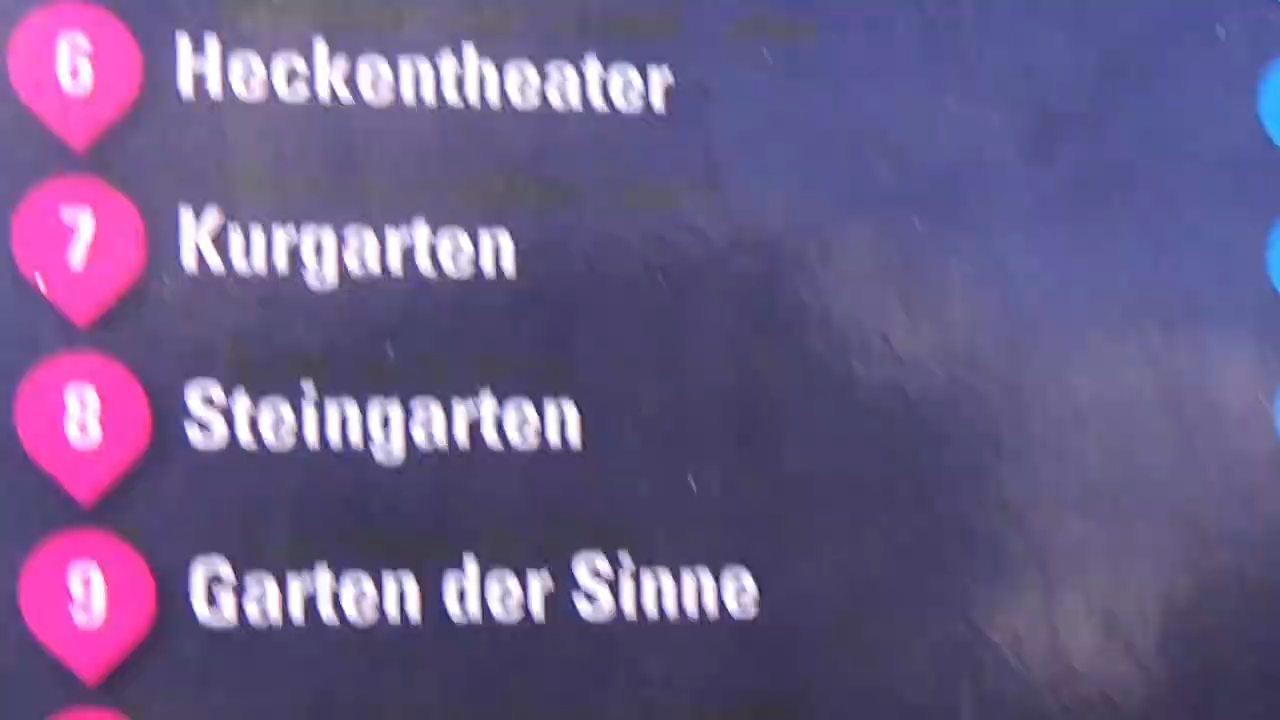 6 Heckentheater
7 Kurgarten
8 Steingarten
9 Garten der Sinne